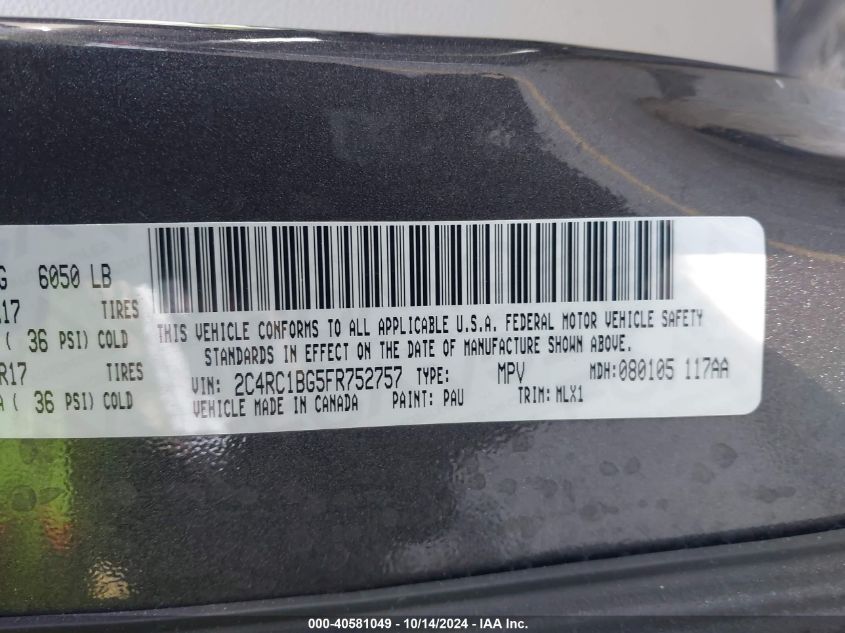 G 6050 LB
17 TIRES
( 36 PSI) COLD
R17 TIRES
A ( 36 PSI) COLD
THIS VEHICLE CONFORMS TO ALL APPLICABLE U.S.A. FEDERAL MOTOR VEHICLE SAFETY
STANDARDS IN EFFECT ON THE DATE OF MANUFACTURE SHOWN ABOVE.
VIN: 2C4RC1BG5FR752757 TYPE: MPV MDH: 080105 117AA
VEHICLE MADE IN CANADA PAINT: PAU TRIM: MLX1
000-40581049 - 10/14/2024 - IAA Inc.